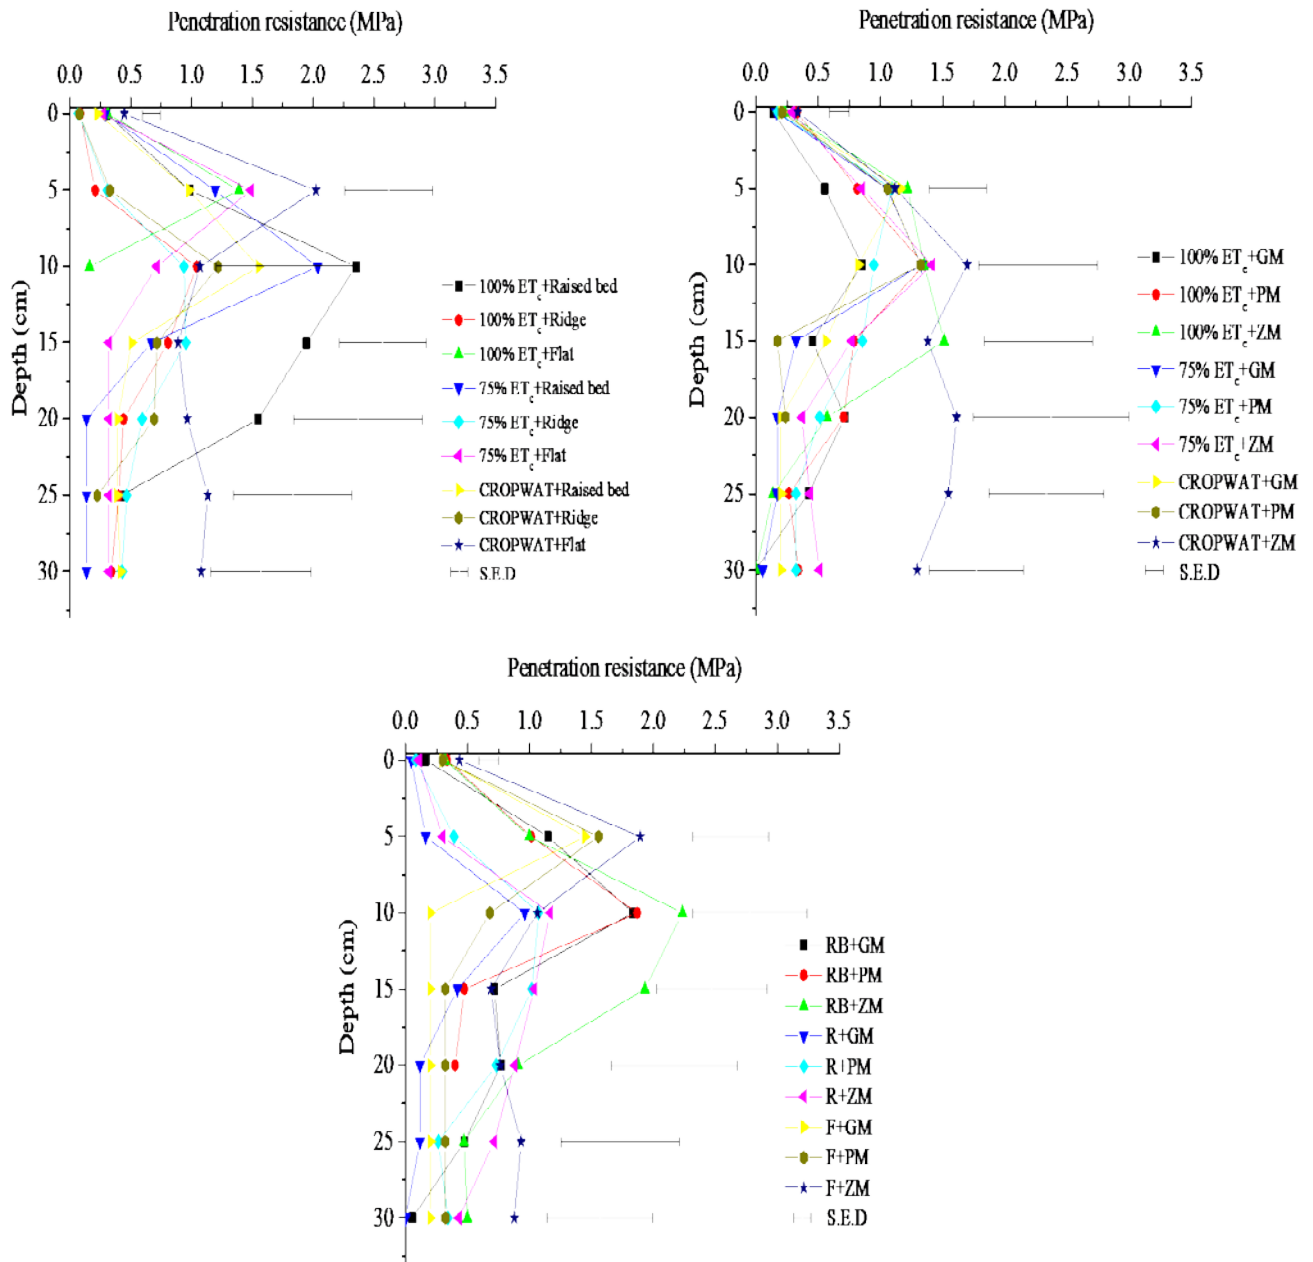 Penetration resistance (MPa)
0.0 0.5 1.0 1.5 2.0 2.5 3.0 3.5
0
5
10
15
20
25
30
Depth (cm)
100% ETc+Raised bed
100% ETc+Ridge
100% ETc+Flat
75% ETc+Raised bed
75% ETc+Ridge
75% ETc+Flat
CROPWAT+Raised bed
CROPWAT+Ridge
CROPWAT+Flat
S.E.D
Penetration resistance (MPa)
0.0 0.5 1.0 1.5 2.0 2.5 3.0 3.5
0
5
10
15
20
25
30
Depth (cm)
100% ETc+GM
100% ETc+PM
100% ETc+ZM
75% ETc+GM
75% ETc+PM
75% ETc+ZM
CROPWAT+GM
CROPWAT+PM
CROPWAT+ZM
S.E.D
Penetration resistance (MPa)
0.0 0.5 1.0 1.5 2.0 2.5 3.0 3.5
0
5
10
15
20
25
30
Depth (cm)
RB+GM
RB+PM
RB+ZM
R+GM
R+PM
R+ZM
F+GM
F+PM
F+ZM
S.E.D